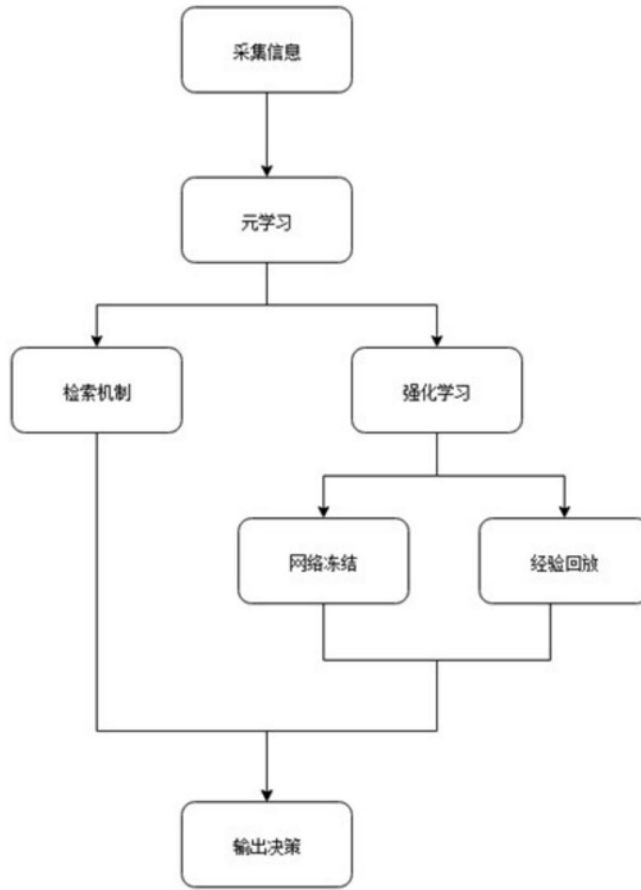 采集信息
元学习
检索机制
强化学习
网络冻结
经验回放
输出决策